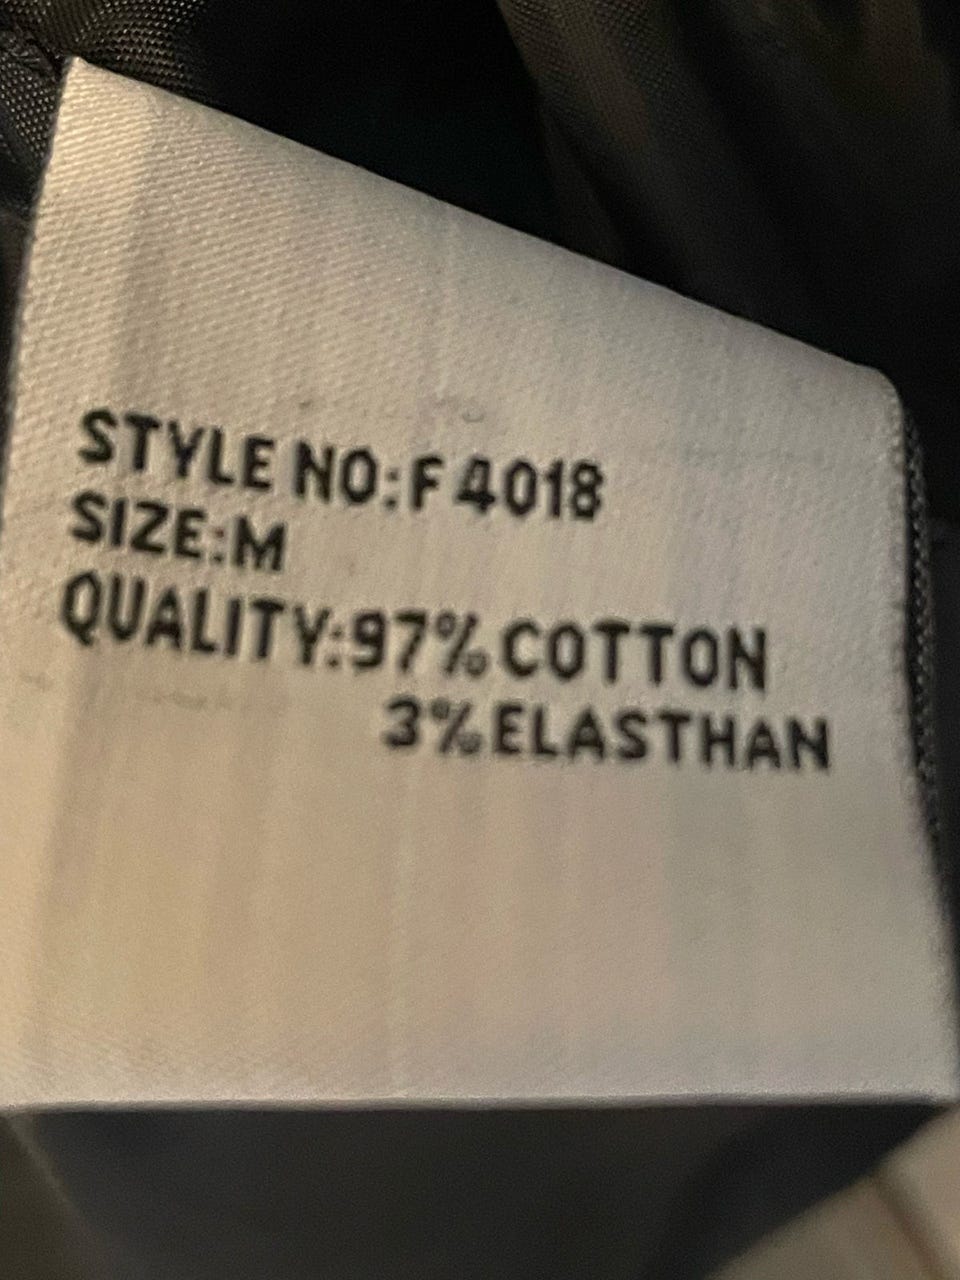 STYLE NO:F4018
SIZE:M
QUALITY:97% COTTON
3% ELASTHAN